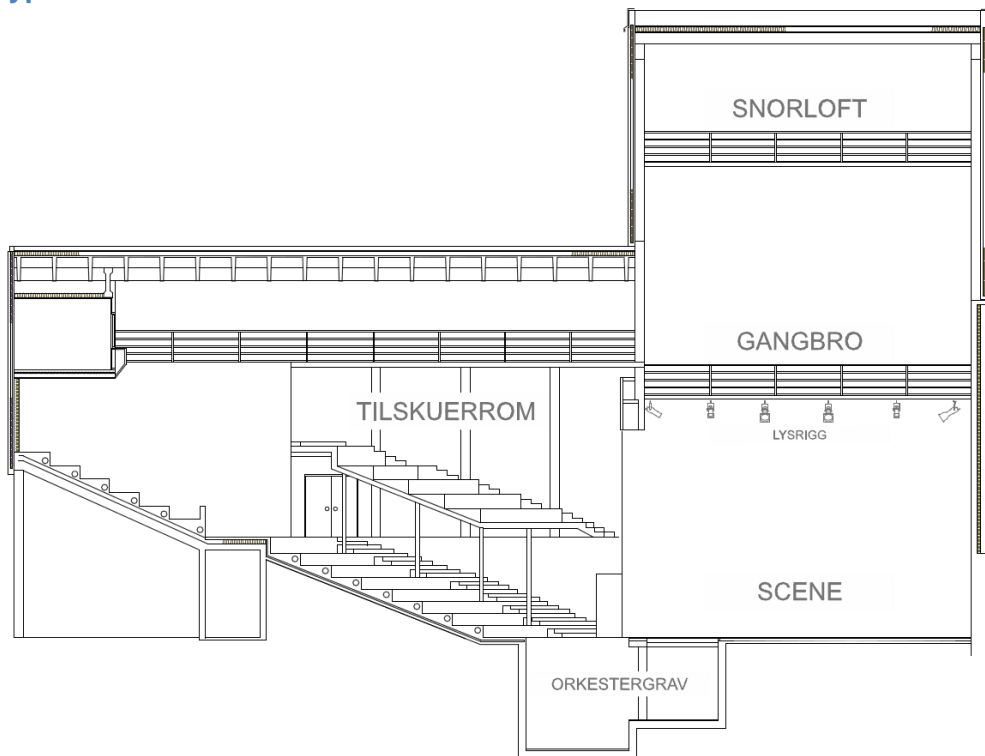 SNORLOFT
GANGBRO
TILSKUERROM
LYSRIGG
SCENE
ORKESTERGRAV